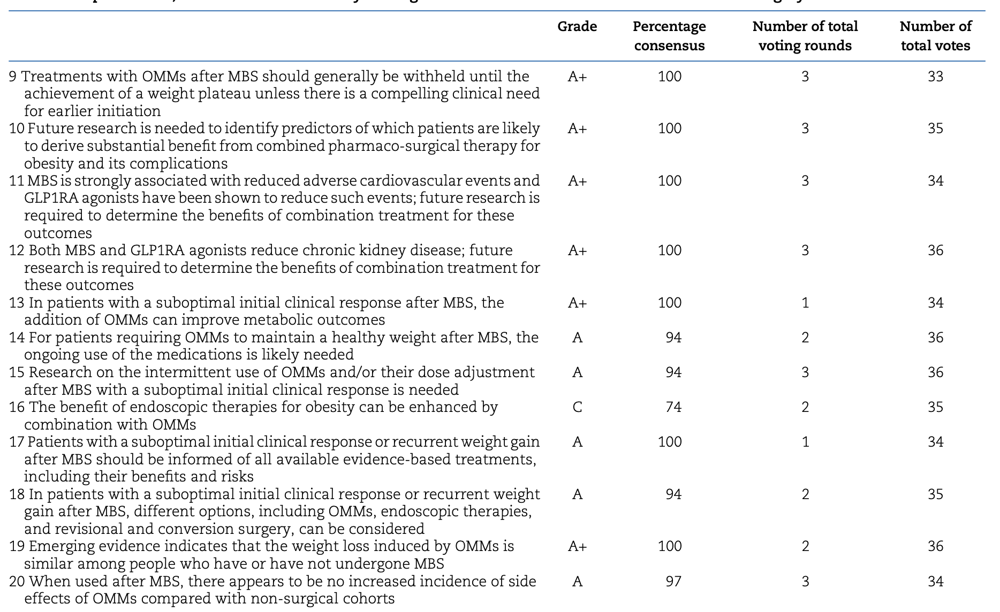 Grade Percentage Number of total Number of
consensus voting rounds total votes
9 Treatments with OMMs after MBS should generally be withheld until the A+ 100 3 33
achievement of a weight plateau unless there is a compelling clinical need
for earlier initiation
10 Future research is needed to identify predictors of which patients are likely A+ 100 3 35
to derive substantial benefit from combined pharmaco-surgical therapy for
obesity and its complications
11 MBS is strongly associated with reduced adverse cardiovascular events and A+ 100 3 34
GLP1RA agonists have been shown to reduce such events; future research is
required to determine the benefits of combination treatment for these
outcomes
12 Both MBS and GLP1RA agonists reduce chronic kidney disease; future A+ 100 3 36
research is required to determine the benefits of combination treatment for
these outcomes
13 In patients with a suboptimal initial clinical response after MBS, the A+ 100 1 34
addition of OMMs can improve metabolic outcomes
14 For patients requiring OMMs to maintain a healthy weight after MBS, the A 94 2 36
ongoing use of the medications is likely needed
15 Research on the intermittent use of OMMs and/or their dose adjustment A 94 3 36
after MBS with a suboptimal initial clinical response is needed
16 The benefit of endoscopic therapies for obesity can be enhanced by C 74 2 35
combination with OMMs
17 Patients with a suboptimal initial clinical response or recurrent weight gain A 100 1 34
after MBS should be informed of all available evidence-based treatments,
including their benefits and risks
18 In patients with a suboptimal initial clinical response or recurrent weight A 94 2 35
gain after MBS, different options, including OMMs, endoscopic therapies,
and revisional and conversion surgery, can be considered
19 Emerging evidence indicates that the weight loss induced by OMMs is A+ 100 2 36
similar among people who have or have not undergone MBS
20 When used after MBS, there appears to be no increased incidence of side A 97 3 34
effects of OMMs compared with non-surgical cohorts